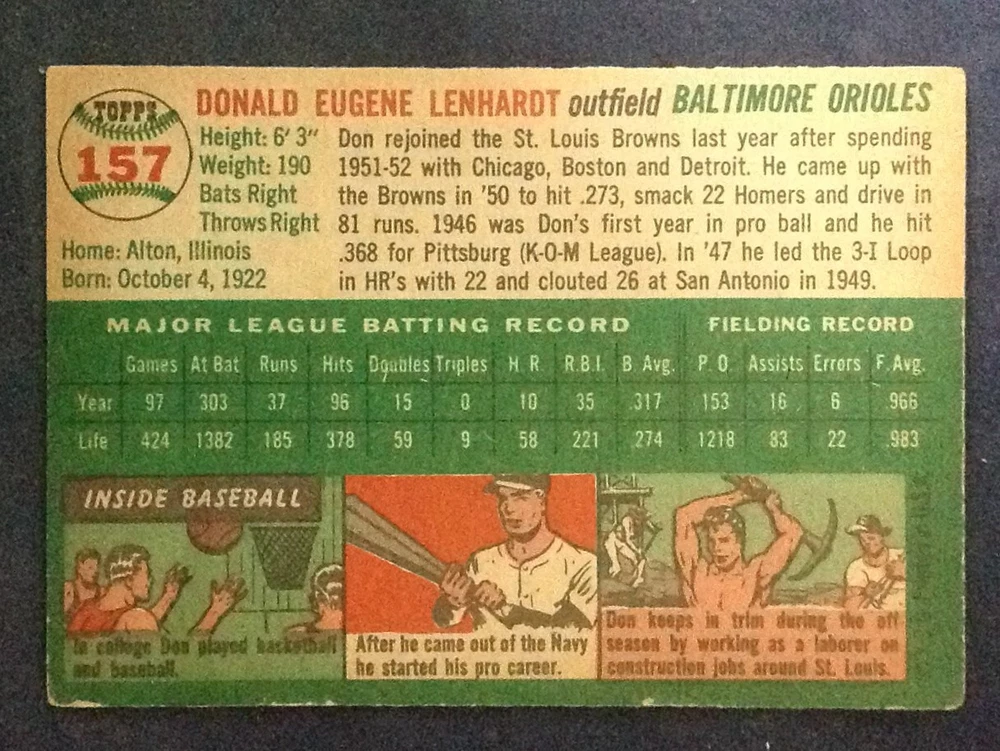 TOPPS
157
DONALD EUGENE LENHARDT outfield BALTIMORE ORIOLES
Height: 6' 3"
Weight: 190
Bats Right
Throws Right
Home: Alton, Illinois
Born: October 4, 1922
Don rejoined the St. Louis Browns last year after spending
1951-52 with Chicago, Boston and Detroit. He came up with
the Browns in '50 to hit .273, smack 22 Homers and drive in
81 runs. 1946 was Don's first year in pro ball and he hit
.368 for Pittsburg (K-O-M League). In '47 he led the 3-I Loop
in HR's with 22 and clouted 26 at San Antonio in 1949.
MAJOR LEAGUE BATTING RECORD FIELDING RECORD
Games At Bat Runs Hits Doubles Triples H. R. R.B.I. B. Avg. P. O. Assists Errors F. Avg.
Year 97 303 37 96 15 0 10 35 .317 153 16 6 .966
Life 424 1382 185 378 59 9 58 221 .274 1218 83 22 .983
INSIDE BASEBALL
In college Don played basketball
and baseball.
After he came out of the Navy
he started his pro career.
Don keeps in trim during the off
season by working as a laborer on
construction jobs around St. Louis.